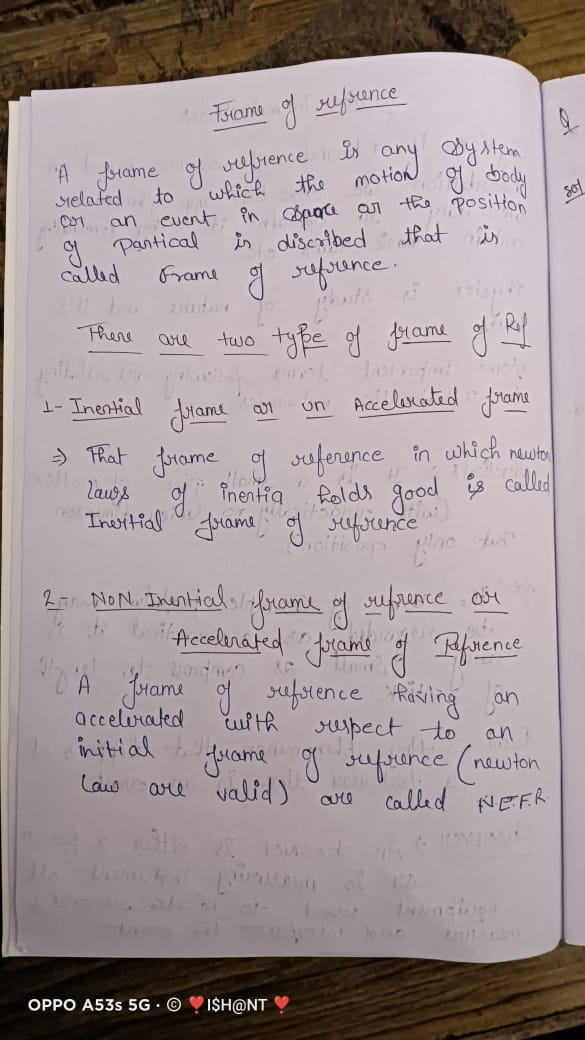 Frame of refrence
A frame of refrence is any System
related to which the motion of body
or an event in space or the position
of Partical is discribed that is
called Frame of refrence.
There are two type of frame of Ref
1- Inertial frame or un Accelerated frame
⇒ That frame of reference in which newton
laws of inertia holds good is called
Inertial frame of refrence
2- NON Inertial frame of refrence or
Accelerated frame of Refrence
A frame of refrence having an
accelerated with respect to an
initial frame of refrence (newton
law are valid) are called N.E.F.R.
Q
sol
OPPO A53s 5G · © ❤️I$H@NT ❤️